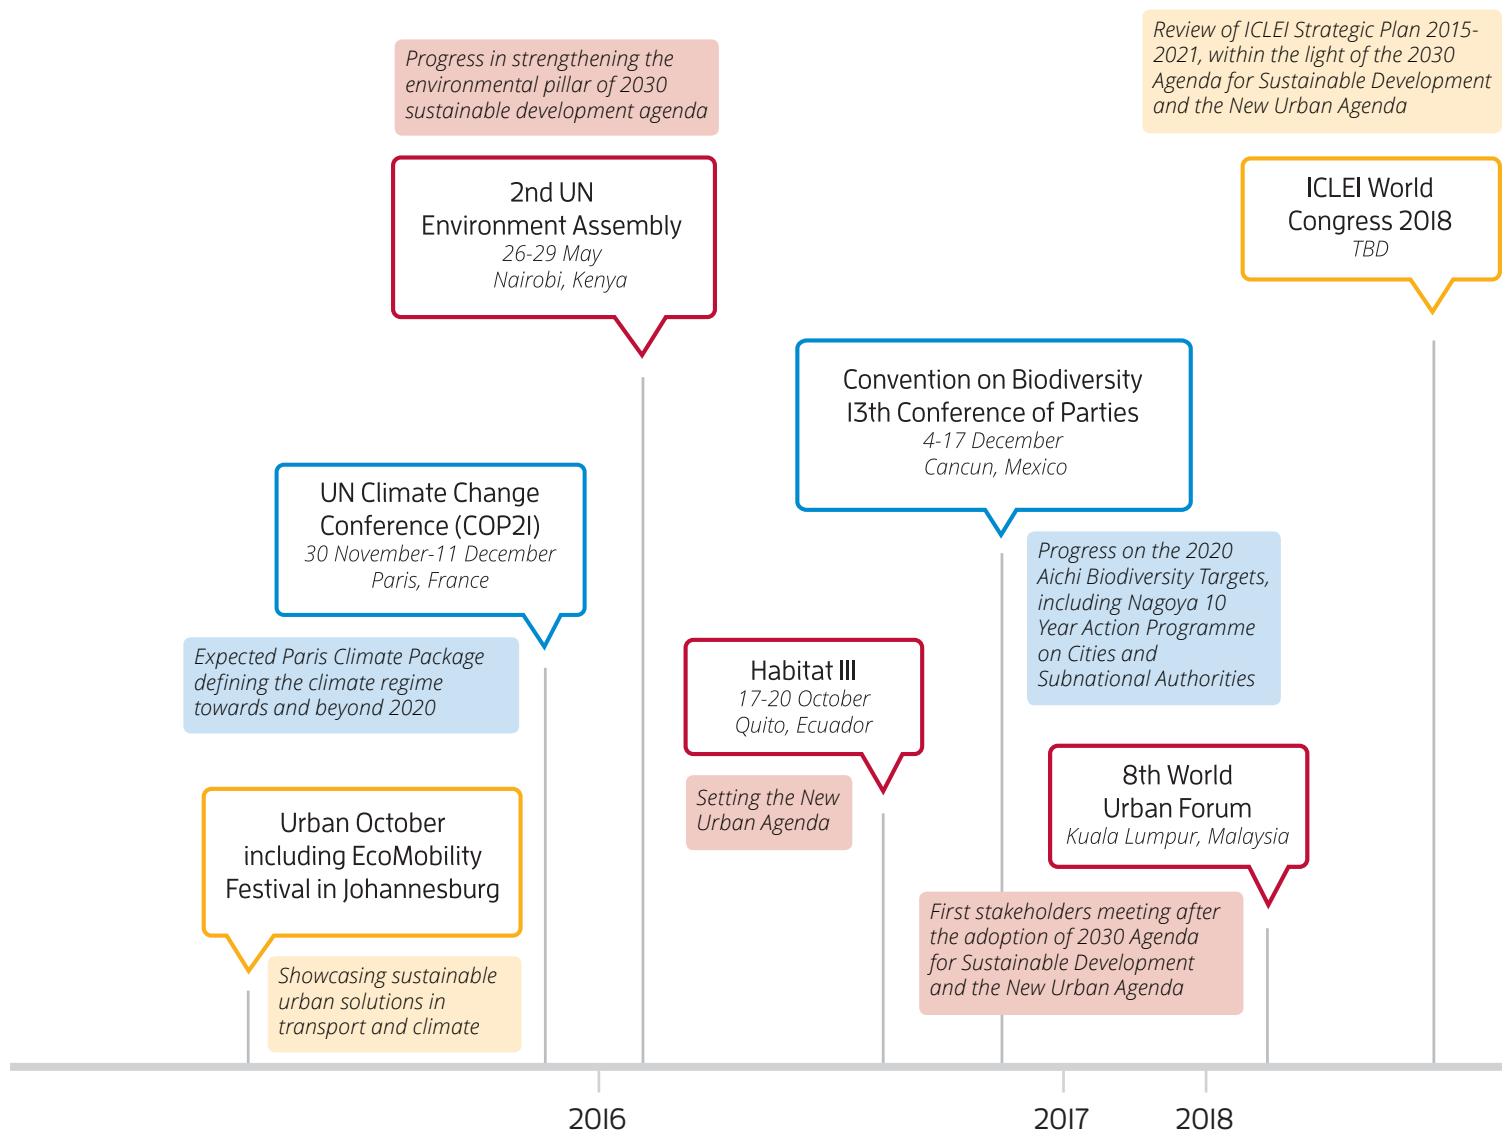 Progress in strengthening the
environmental pillar of 2030
sustainable development agenda
2nd UN
Environment Assembly
26-29 May
Nairobi, Kenya
Review of ICLEI Strategic Plan 2015-
2021, within the light of the 2030
Agenda for Sustainable Development
and the New Urban Agenda
ICLEI World
Congress 2018
TBD
Convention on Biodiversity
13th Conference of Parties
4-17 December
Cancun, Mexico
Progress on the 2020
Aichi Biodiversity Targets,
including Nagoya 10
Year Action Programme
on Cities and
Subnational Authorities
UN Climate Change
Conference (COP21)
30 November-11 December
Paris, France
Expected Paris Climate Package
defining the climate regime
towards and beyond 2020
Habitat III
17-20 October
Quito, Ecuador
Setting the New
Urban Agenda
8th World
Urban Forum
Kuala Lumpur, Malaysia
First stakeholders meeting after
the adoption of 2030 Agenda
for Sustainable Development
and the New Urban Agenda
Urban October
including EcoMobility
Festival in Johannesburg
Showcasing sustainable
urban solutions in
transport and climate
2016
2017
2018